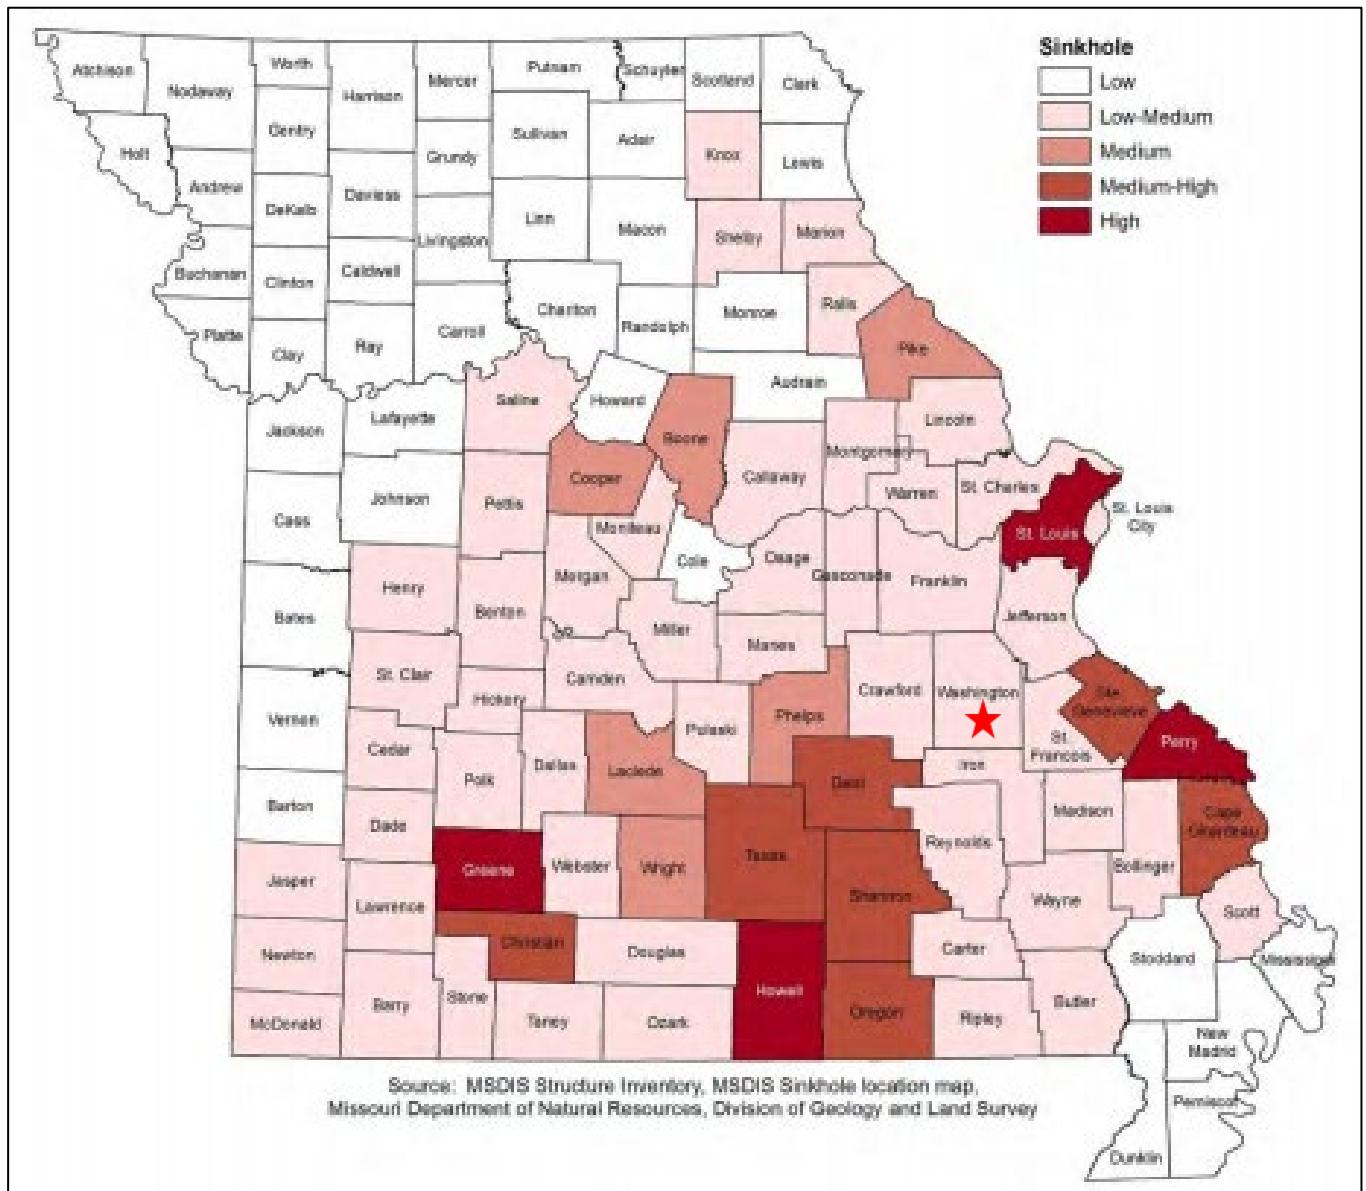 Sinkhole
Low
Low-Medium
Medium
Medium-High
High
Atchison
Nodaway
Worth
Harrison
Mercer
Putnam
Schuyler
Scotland
Clark
Holt
Andrew
Gentry
DeKalb
Daviess
Grundy
Sullivan
Adair
Knox
Lewis
Livingston
Linn
Macon
Shelby
Marion
Buchanan
Clinton
Caldwell
Platte
Clay
Ray
Carroll
Chariton
Randolph
Monroe
Ralls
Pike
Jackson
Lafayette
Saline
Howard
Boone
Audrain
Lincoln
Montgomery
Callaway
Cooper
Cass
Johnson
Pettis
Moniteau
Cole
Osage
Gasconade
Franklin
Warren
St. Charles
St. Louis
St. Louis
City
Bates
Henry
Benton
Morgan
Miller
Maries
Jefferson
Vernon
St. Clair
Hickory
Camden
Pulaski
Phelps
Crawford
Washington
St.
Francois
Ste.
Genevieve
Perry
Cedar
Polk
Dallas
Laclede
Dent
Iron
Madison
Cape
Girardeau
Barton
Dade
Greene
Webster
Wright
Texas
Shannon
Reynolds
Wayne
Bollinger
Scott
Jasper
Lawrence
Christian
Douglas
Howell
Carter
Stoddard
Mississippi
Newton
McDonald
Barry
Stone
Taney
Ozark
Oregon
Ripley
Butler
New
Madrid
Pemiscot
Dunklin
Source: MSDIS Structure Inventory, MSDIS Sinkhole location map,
Missouri Department of Natural Resources, Division of Geology and Land Survey